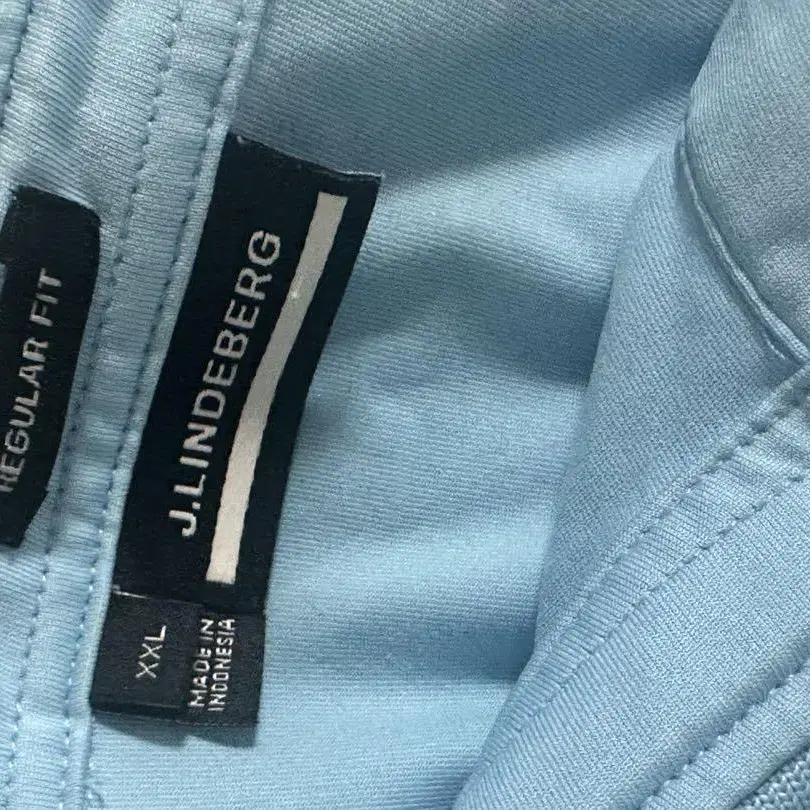 REGULAR FIT
J.LINDEBERG
XXL
MADE IN
INDONESIA